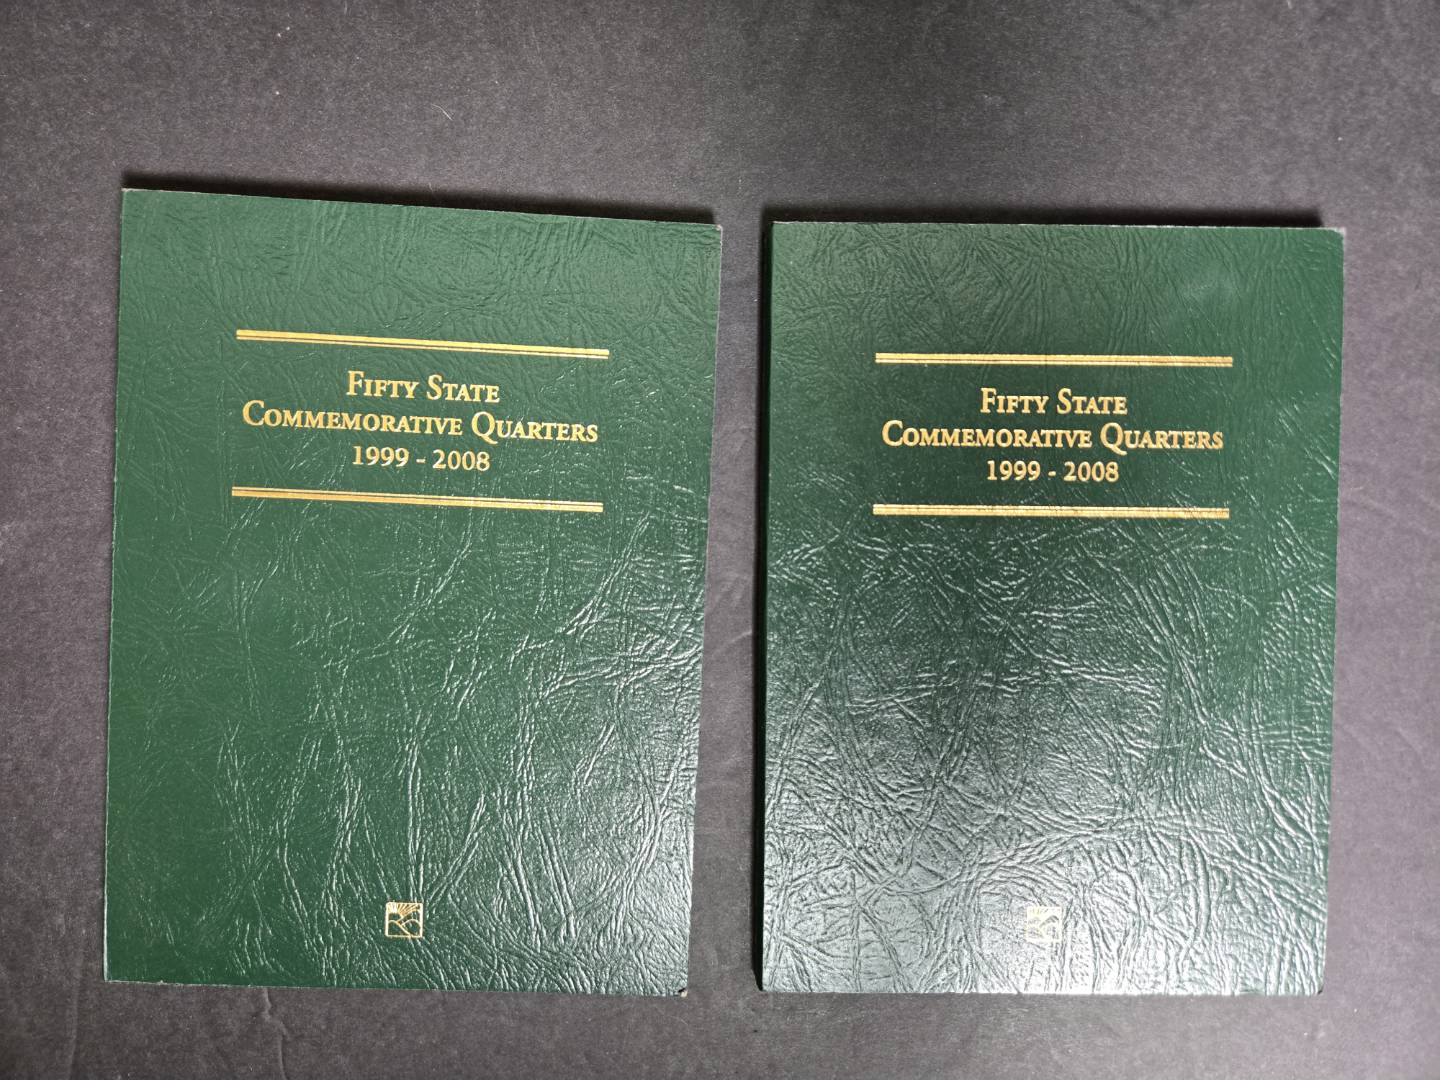 Fifty State
Commemorative Quarters
1999 - 2008
Fifty State
Commemorative Quarters
1999 - 2008